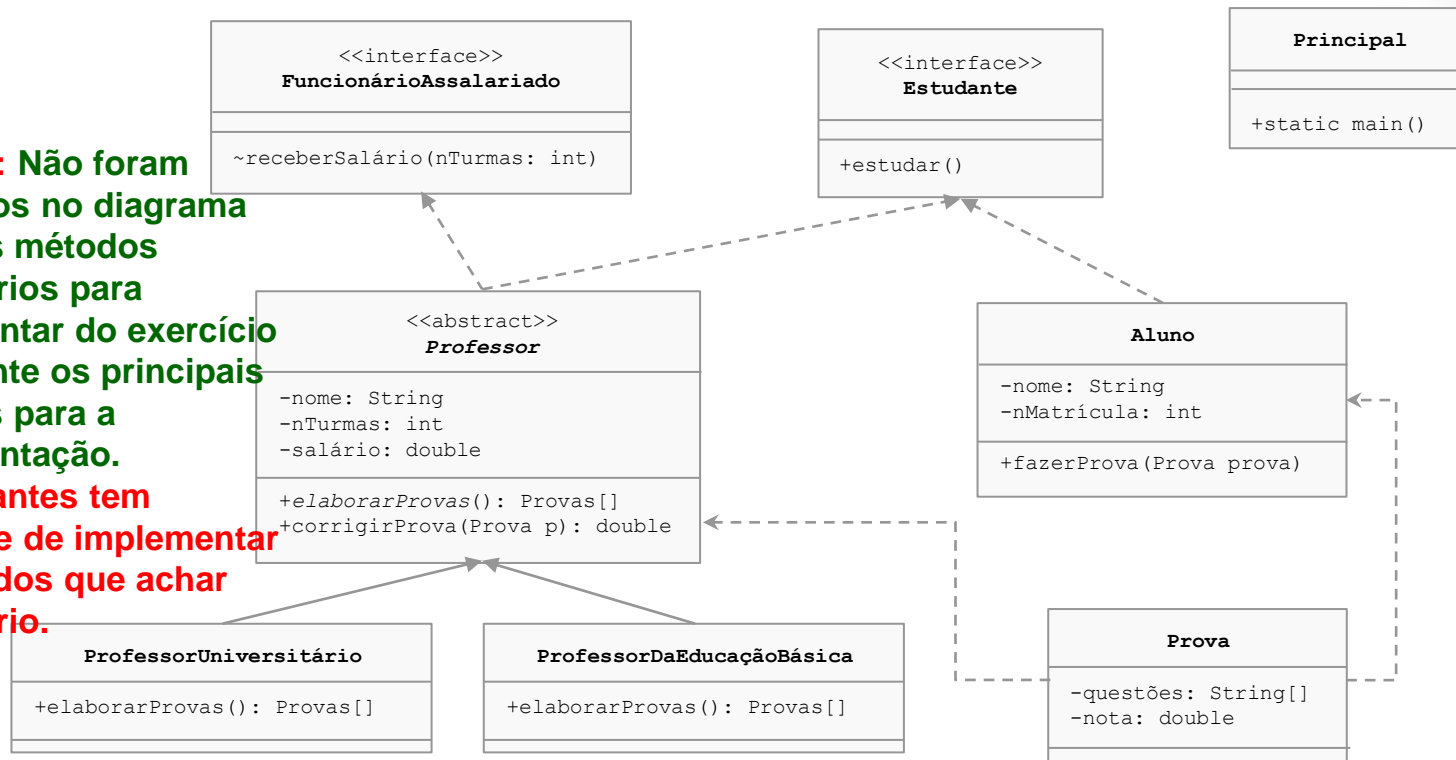 <<interface>>
FuncionárioAssalariado
~receberSalário(nTurmas: int)
<<interface>>
Estudante
+estudar()
Principal
+static main()
: Não foram
os no diagrama
s métodos
rios para
ntar do exercício
nte os principais
s para a
ntação.
antes tem
e de implementar
dos que achar
rio.
<<abstract>>
Professor
-nome: String
-nTurmas: int
-salário: double
+elaborarProvas(): Provas[]
+corrigirProva(Prova p): double
Aluno
-nome: String
-nMatrícula: int
+fazerProva(Prova prova)
ProfessorUniversitário
+elaborarProvas(): Provas[]
ProfessorDaEducaçãoBásica
+elaborarProvas(): Provas[]
Prova
-questões: String[]
-nota: double